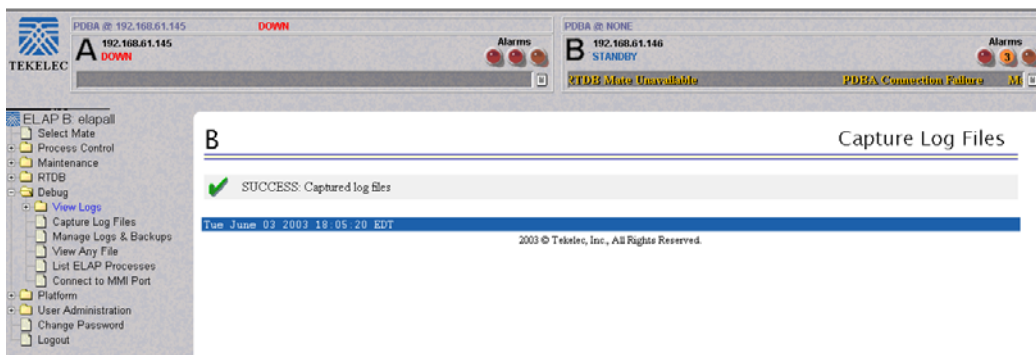 TEKELEC
PDBA @ 192.168.61.145 DOWN
A 192.168.61.145
DOWN
Alarms
PDBA @ NONE
B 192.168.61.146
STANDBY
Alarms
3
RTDB Mate Unavailable PDBA Connection Failure
ELAP B: elapall
Select Mate
Process Control
Maintenance
RTDB
Debug
View Logs
Capture Log Files
Manage Logs & Backups
View Any File
List ELAP Processes
Connect to MMI Port
Platform
User Administration
Change Password
Logout
B Capture Log Files
SUCCESS: Captured log files
Tue June 03 2003 18:05:20 EDT
2003 © Tekelec, Inc., All Rights Reserved.